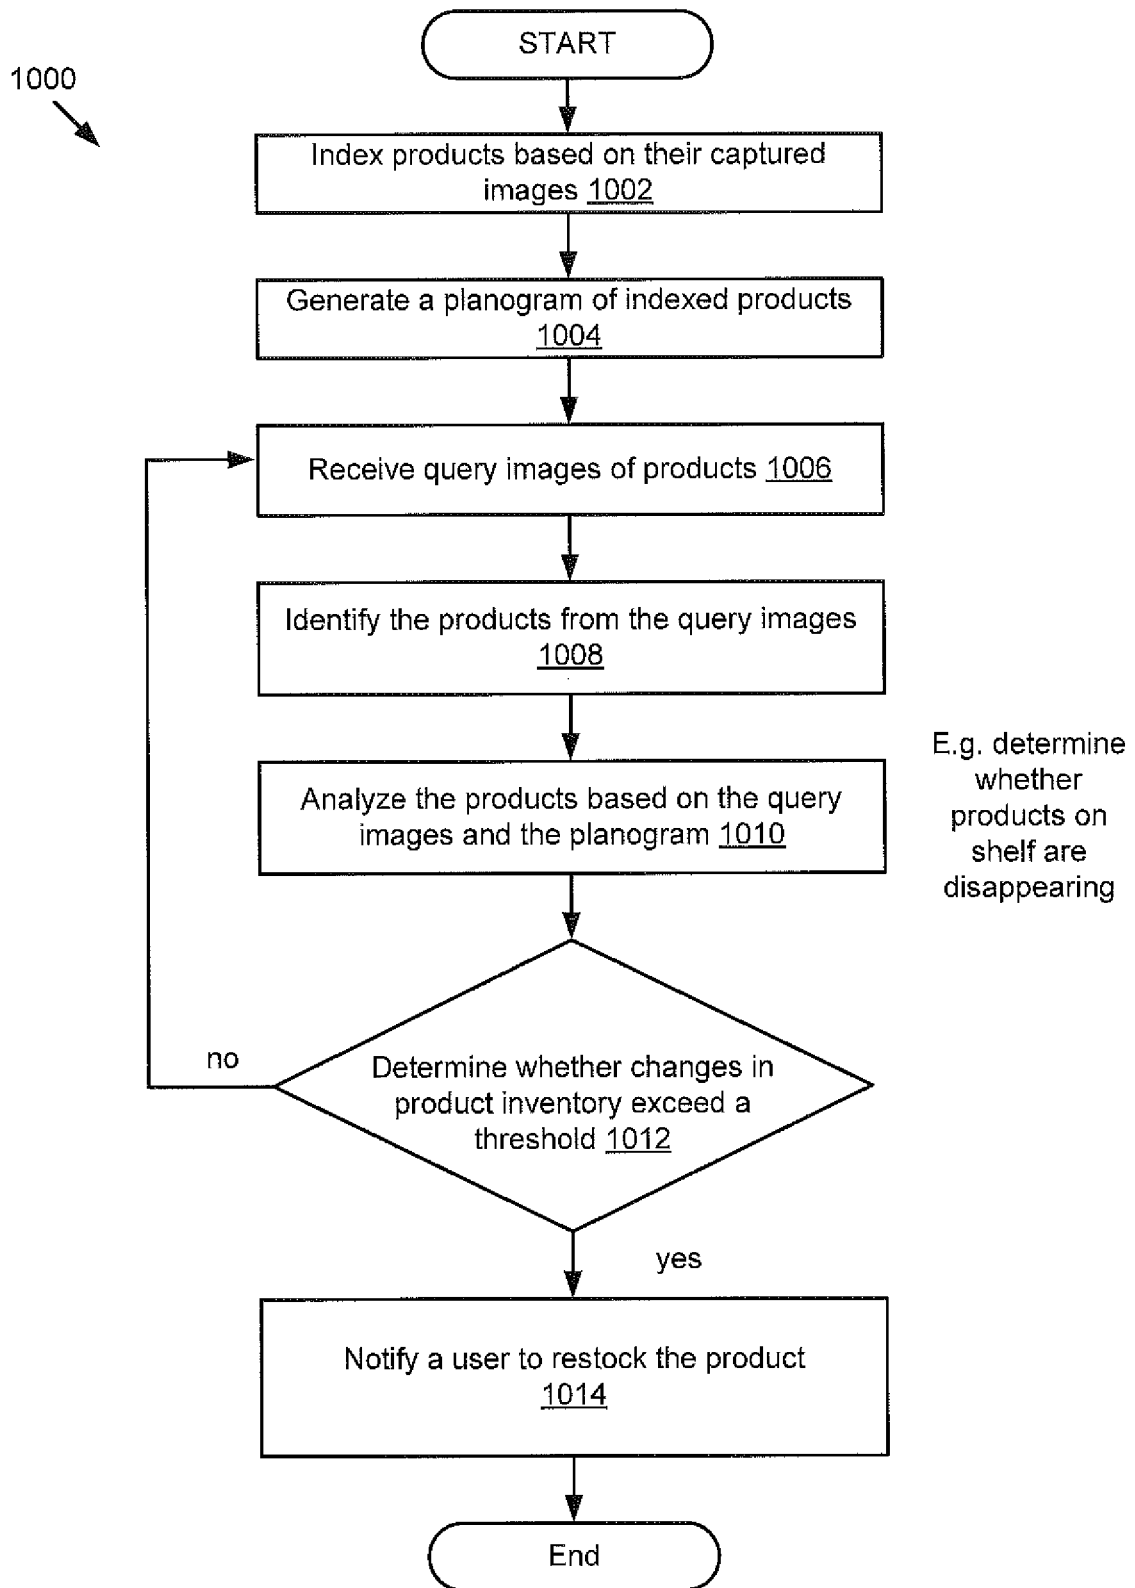 START
1000
Index products based on their captured
images 1002
Generate a planogram of indexed products
1004
Receive query images of products 1006
Identify the products from the query images
1008
E.g. determine
whether
products on
shelf are
disappearing
Analyze the products based on the query
images and the planogram 1010
no
Determine whether changes in
product inventory exceed a
threshold 1012
yes
Notify a user to restock the product
1014
End